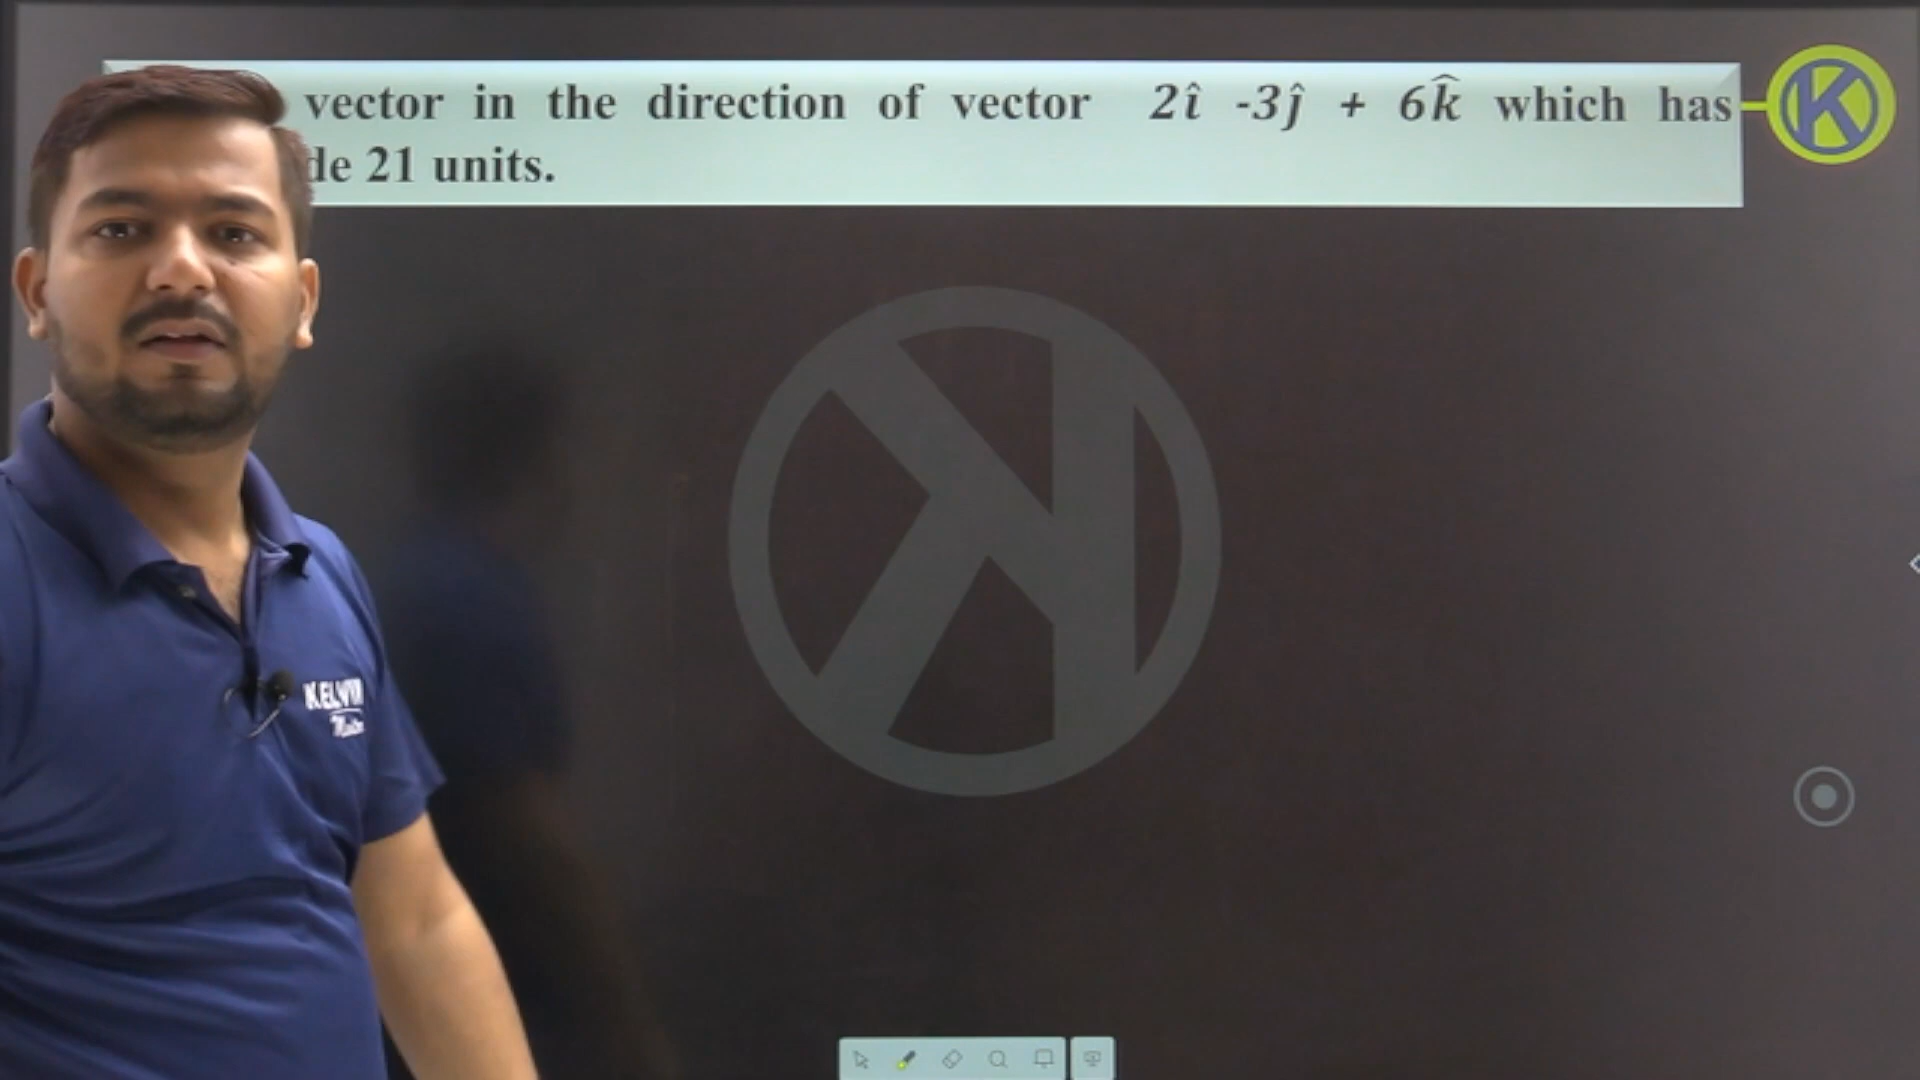 vector in the direction of vector 2î -3ĵ + 6k̂ which has
de 21 units.
K
KELVIN